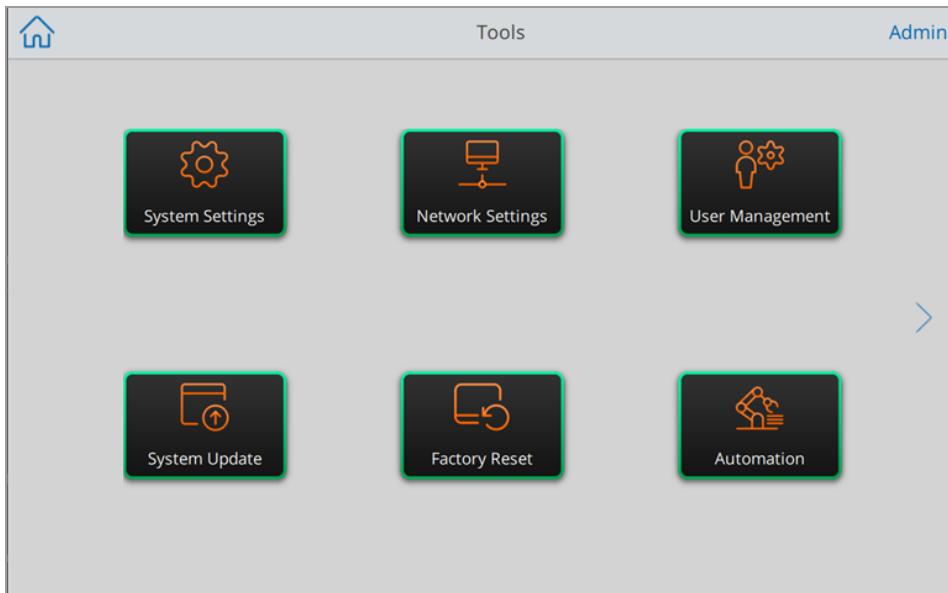 Tools
Admin
System Settings
Network Settings
User Management
System Update
Factory Reset
Automation